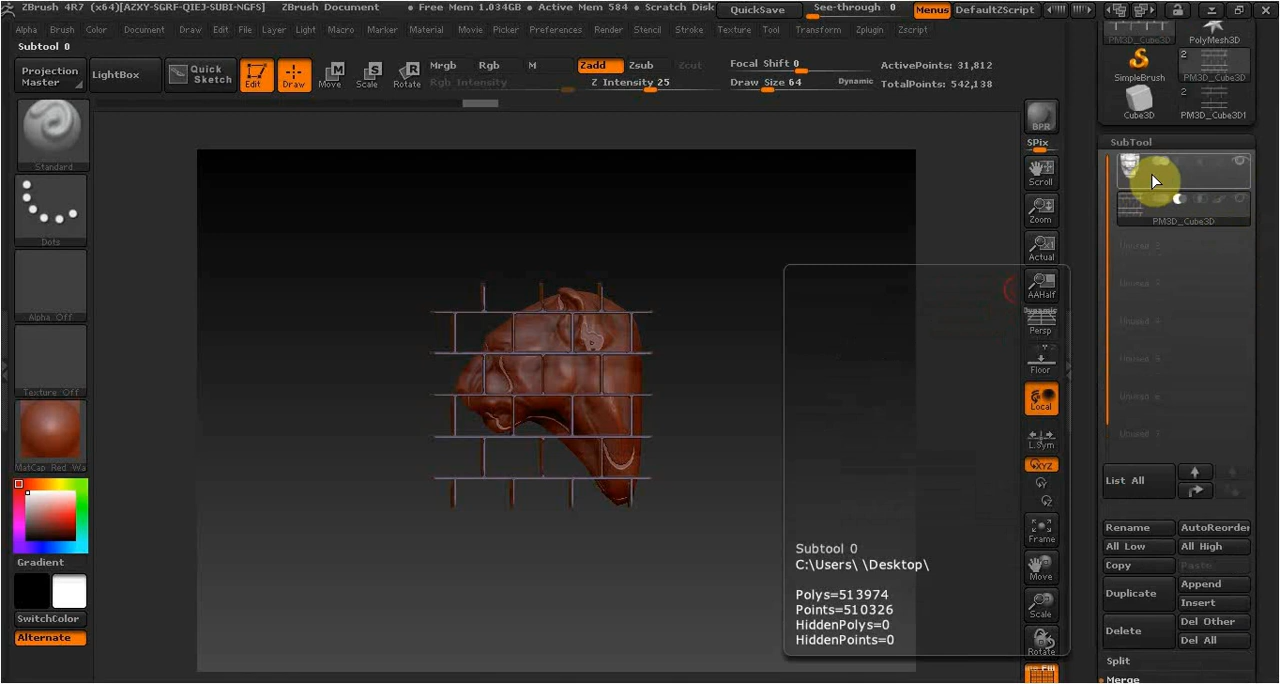 ZBrush 4R7 (x64)[AZXY-SGRF-QIEJ-SUBI-NGFS] ZBrush Document • Free Mem 1.034GB • Active Mem 584 • Scratch Disk QuickSave See-through 0 Menus DefaultZScript
Alpha Brush Color Document Draw Edit File Layer Light Macro Marker Material Movie Picker Preferences Render Stencil Stroke Texture Tool Transform Zplugin Zscript
Subtool 0
Projection Master
LightBox
Quick Sketch
Edit
Draw
Move
Scale
Rotate
Mrgb Rgb M
Rgb Intensity
Zadd Zsub Zcut
Z Intensity 25
Focal Shift 0
Draw Size 64 Dynamic
ActivePoints: 31,812
TotalPoints: 542,138
Standard
Dots
Alpha Off
Texture Off
MatCap Red Wa
Gradient
SwitchColor
Alternate
BPR
SPix
Scroll
Zoom
Actual
AAHalf
Dynamic
Persp
Floor
Local
L.Sym
XYZ
Frame
Move
Scale
Rotate
Subtool 0
C:\Users\ \Desktop\
Polys=513974
Points=510326
HiddenPolys=0
HiddenPoints=0
PM3D_Cube3D
PolyMesh3D
SimpleBrush
2
PM3D_Cube3D
Cube3D
2
PM3D_Cube3D1
SubTool
PM3D_Cube3D
List All
Rename AutoReorder
All Low All High
Copy Paste
Duplicate
Append
Insert
Delete
Del Other
Del All
Split
Merge